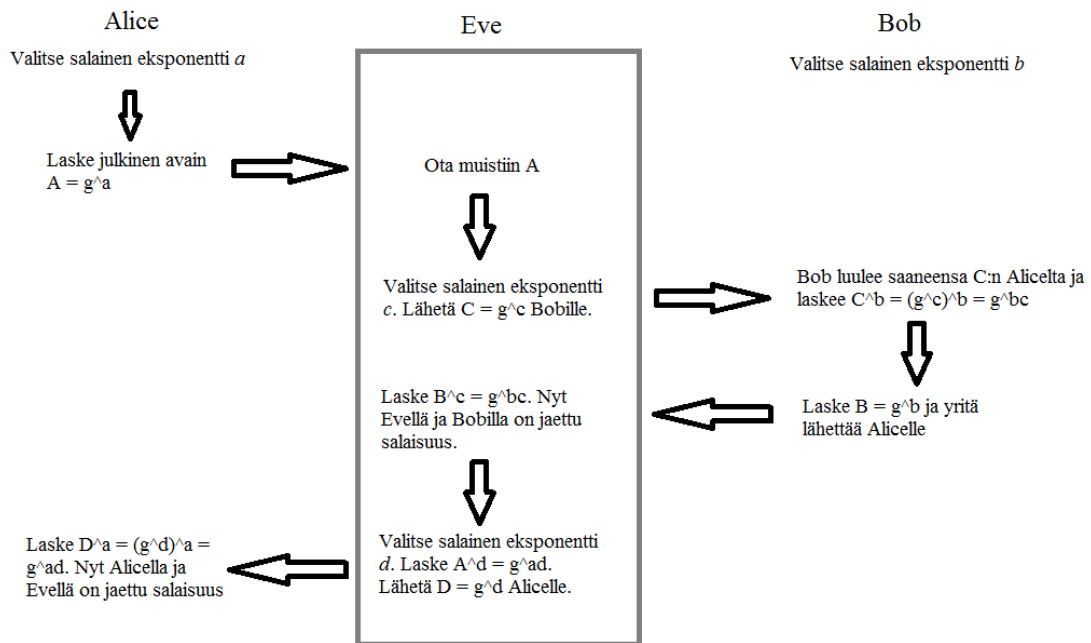 Alice
Eve
Bob
Valitse salainen eksponentti a
Valitse salainen eksponentti b
Laske julkinen avain
A = g^a
Ota muistiin A
Valitse salainen eksponentti
c. Lähetä C = g^c Bobille.
Bob luulee saaneensa C:n Alicelta ja
laskee C^b = (g^c)^b = g^bc
Laske B = g^b ja yritä
lähettää Alicelle
Laske B^c = g^bc. Nyt
Evellä ja Bobilla on jaettu
salaisuus.
Valitse salainen eksponentti
d. Laske A^d = g^ad.
Lähetä D = g^d Alicelle.
Laske D^a = (g^d)^a =
g^ad. Nyt Alicella ja
Evellä on jaettu salaisuus